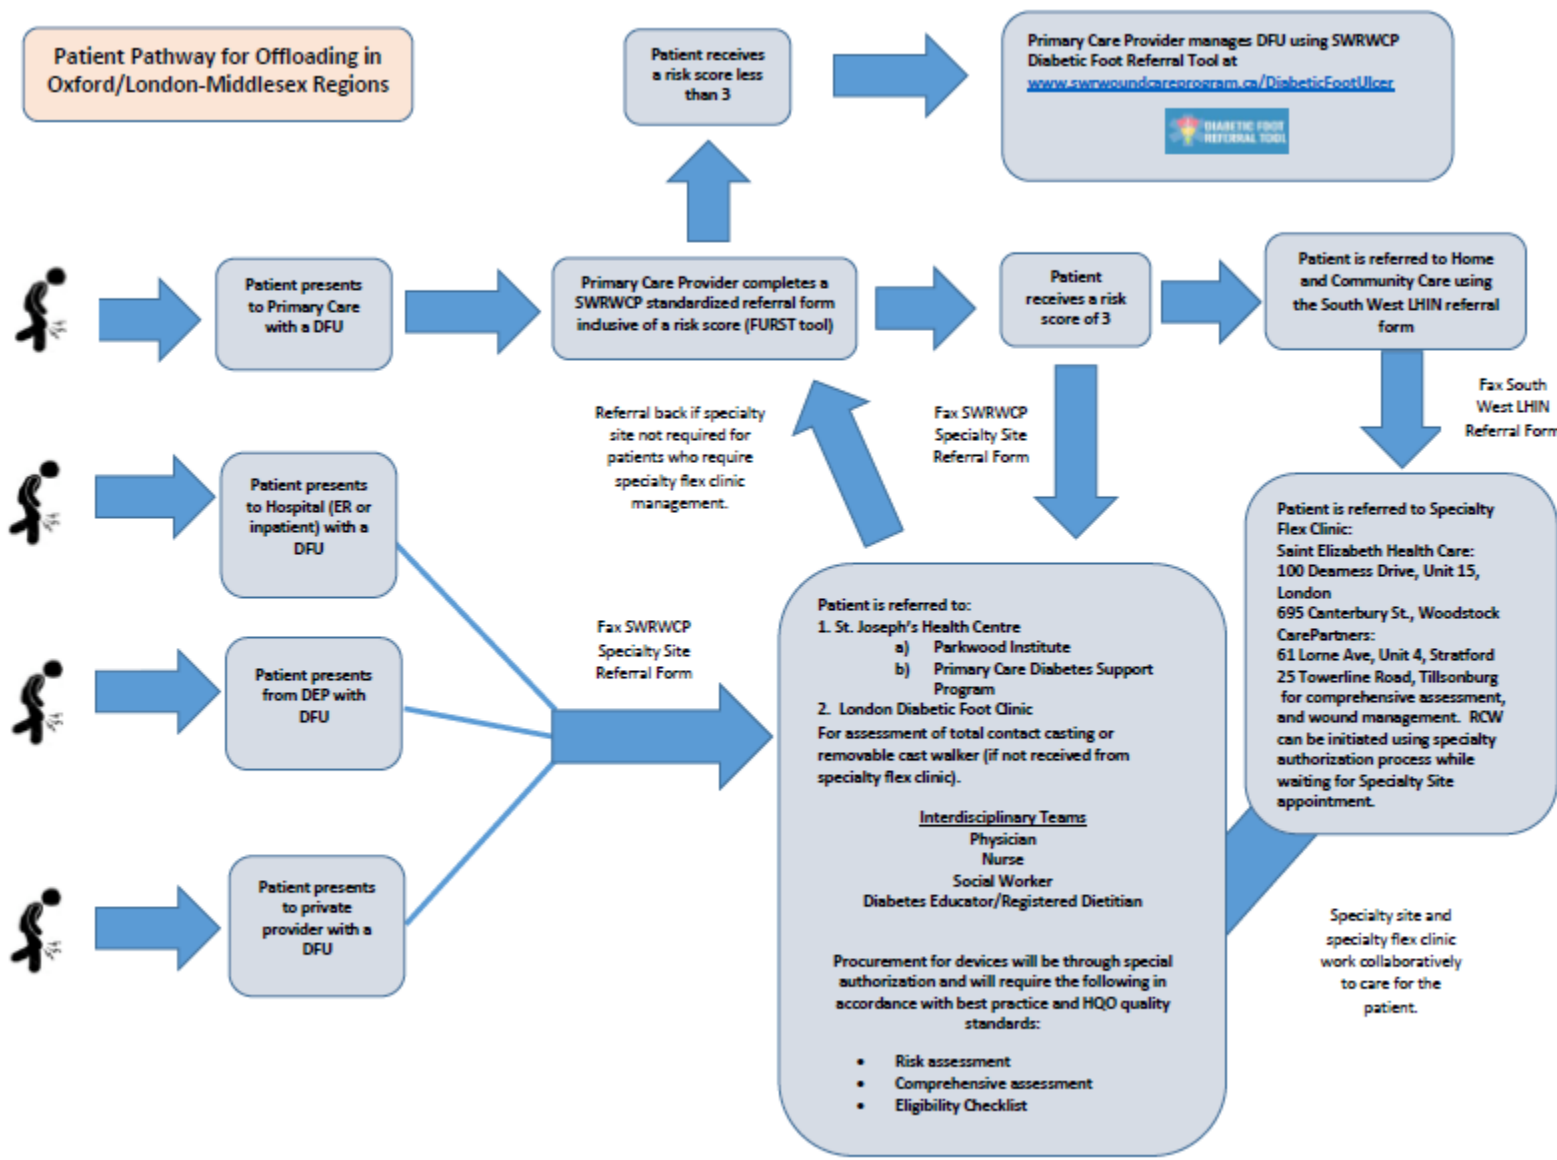 Patient Pathway for Offloading in
Oxford/London-Middlesex Regions
Patient receives
a risk score less
than 3
Primary Care Provider manages DFU using SWRWCP
Diabetic Foot Referral Tool at
www.swrwoundcareprogram.ca/DiabeticFootUlcer
DIABETIC FOOT
REFERRAL TOOL
Patient presents
to Primary Care
with a DFU
Primary Care Provider completes a
SWRWCP standardized referral form
inclusive of a risk score (FURST tool)
Patient
receives a risk
score of 3
Patient is referred to Home
and Community Care using
the South West LHIN referral
form
Referral back if specialty
site not required for
patients who require
specialty flex clinic
management.
Fax SWRWCP
Specialty Site
Referral Form
Fax South
West LHIN
Referral Form
Patient presents
to Hospital (ER or
inpatient) with a
DFU
Patient presents
from DEP with
DFU
Patient presents
to private
provider with a
DFU
Fax SWRWCP
Specialty Site
Referral Form
Patient is referred to:
1. St. Joseph's Health Centre
a) Parkwood Institute
b) Primary Care Diabetes Support
Program
2. London Diabetic Foot Clinic
For assessment of total contact casting or
removable cast walker (if not received from
specialty flex clinic).
Interdisciplinary Teams
Physician
Nurse
Social Worker
Diabetes Educator/Registered Dietitian
Procurement for devices will be through special
authorization and will require the following in
accordance with best practice and HQO quality
standards:
• Risk assessment
• Comprehensive assessment
• Eligibility Checklist
Patient is referred to Specialty
Flex Clinic:
Saint Elizabeth Health Care:
100 Dearness Drive, Unit 15,
London
695 Canterbury St., Woodstock
CarePartners:
61 Lorne Ave, Unit 4, Stratford
25 Towerline Road, Tillsonburg
for comprehensive assessment,
and wound management. RCW
can be initiated using specialty
authorization process while
waiting for Specialty Site
appointment.
Specialty site and
specialty flex clinic
work collaboratively
to care for the
patient.